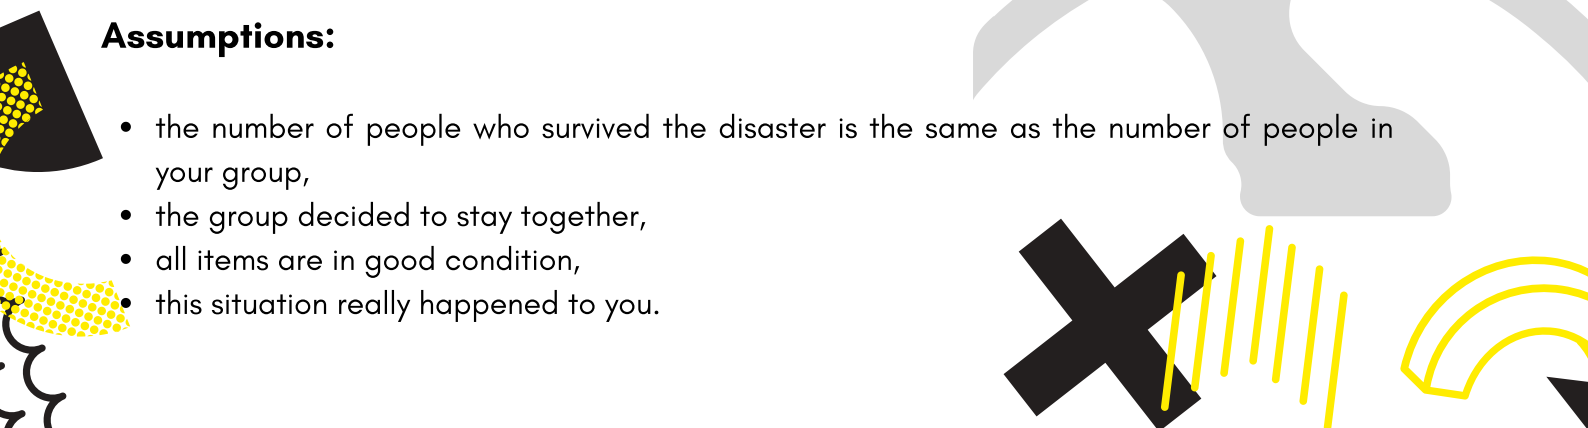 Assumptions:
• the number of people who survived the disaster is the same as the number of people in
your group,
• the group decided to stay together,
• all items are in good condition,
• this situation really happened to you.